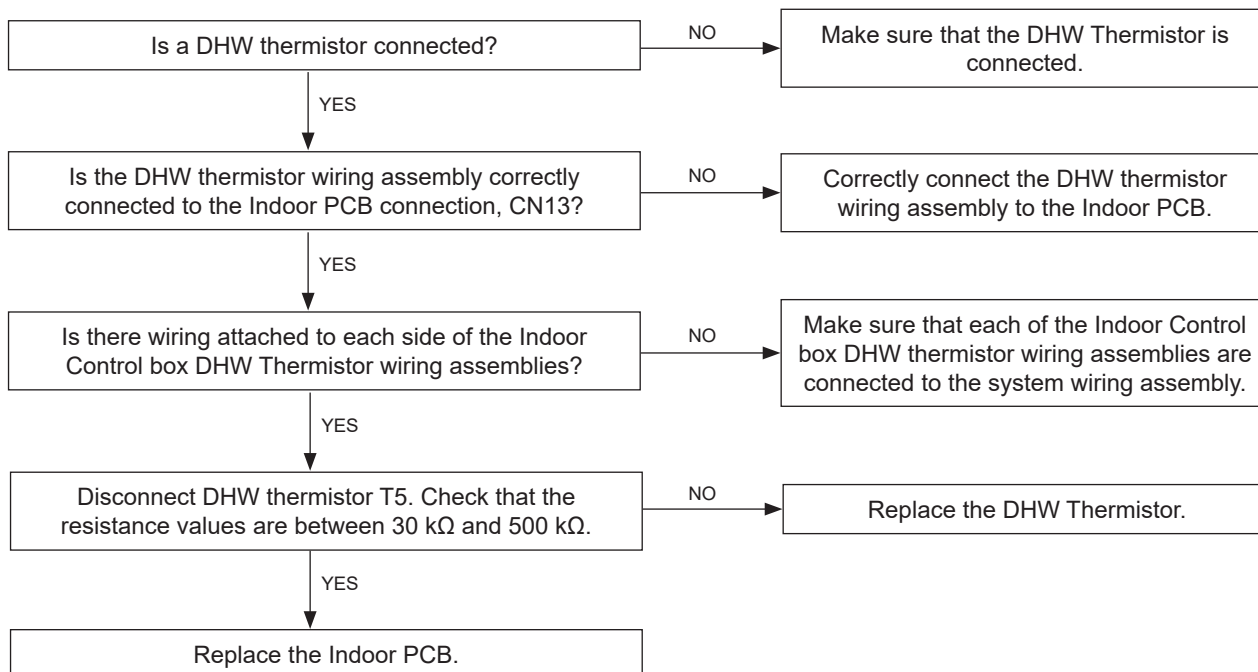 Is a DHW thermistor connected?
NO
Make sure that the DHW Thermistor is
connected.
YES
Is the DHW thermistor wiring assembly correctly
connected to the Indoor PCB connection, CN13?
NO
Correctly connect the DHW thermistor
wiring assembly to the Indoor PCB.
YES
Is there wiring attached to each side of the Indoor
Control box DHW Thermistor wiring assemblies?
NO
Make sure that each of the Indoor Control
box DHW thermistor wiring assemblies are
connected to the system wiring assembly.
YES
Disconnect DHW thermistor T5. Check that the
resistance values are between 30 kΩ and 500 kΩ.
NO
Replace the DHW Thermistor.
YES
Replace the Indoor PCB.